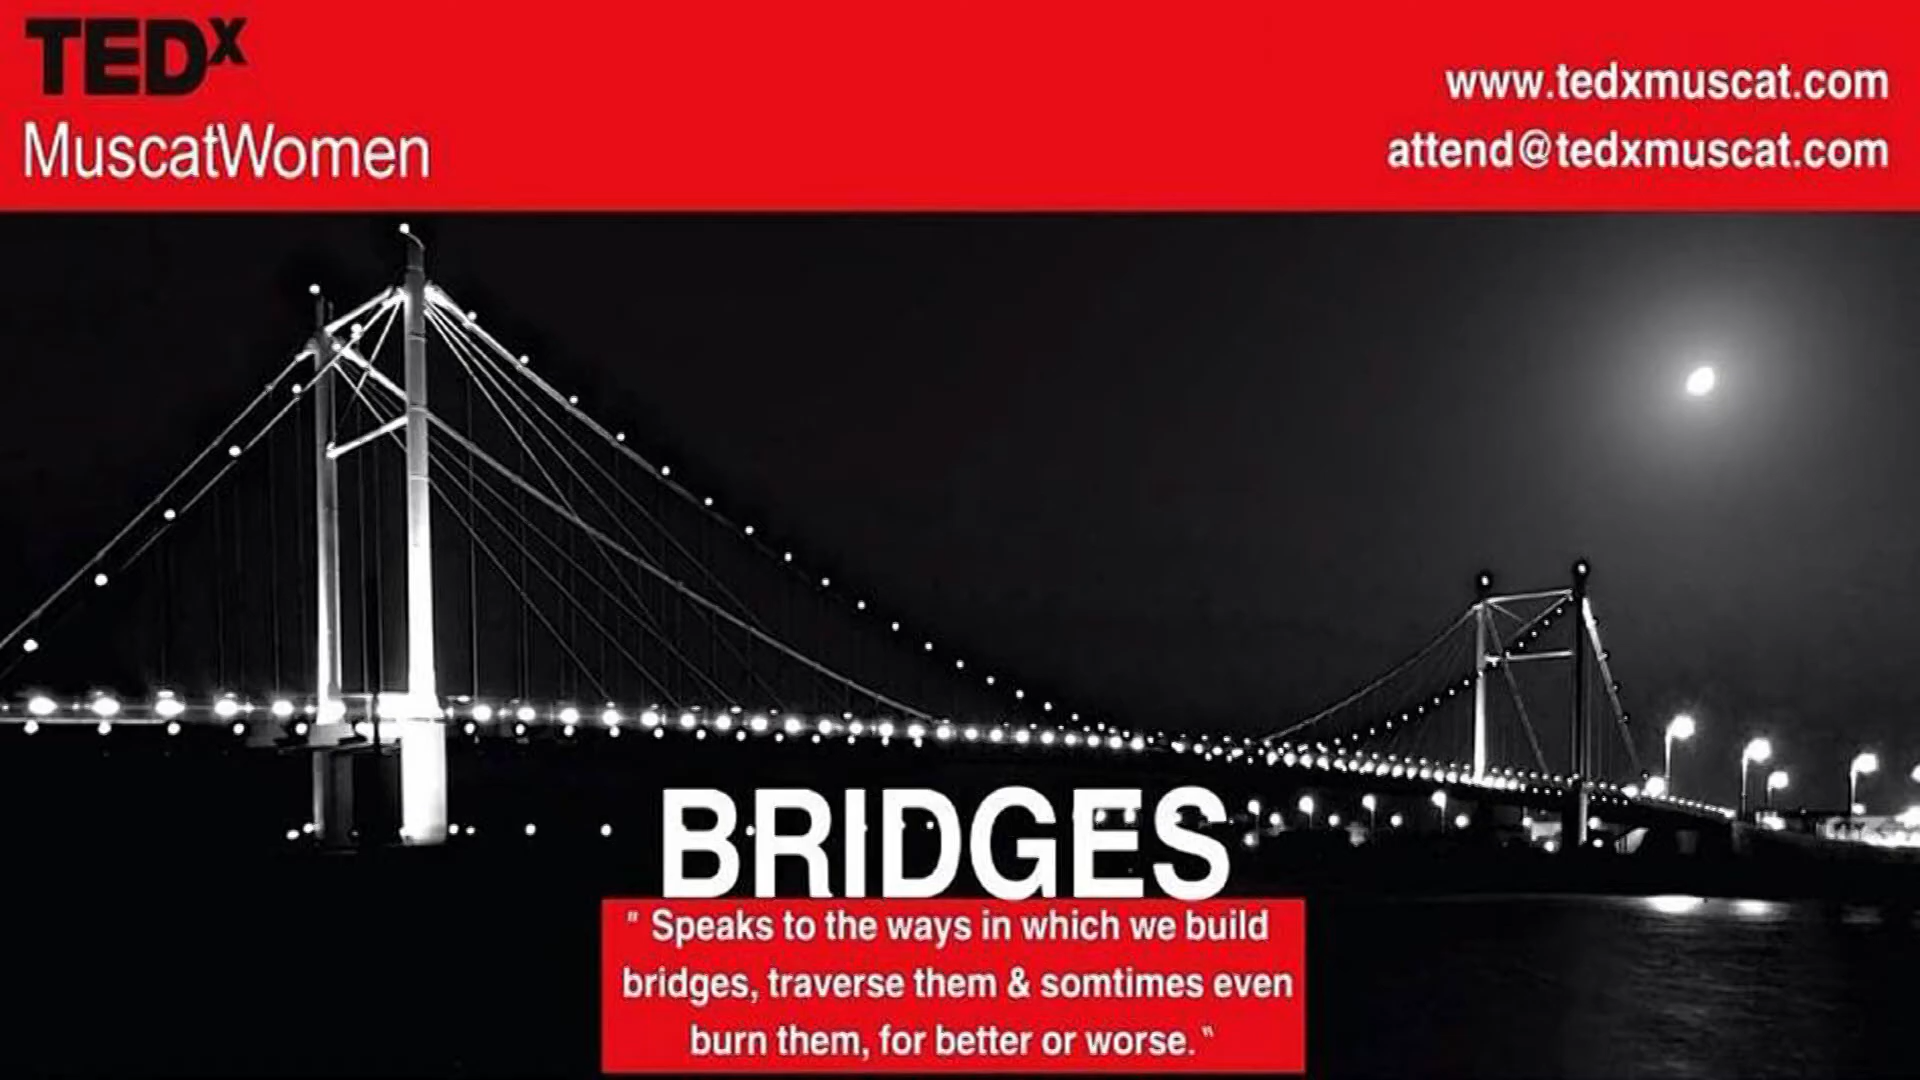 TEDx
MuscatWomen
www.tedxmuscat.com
attend@tedxmuscat.com
BRIDGES
" Speaks to the ways in which we build
bridges, traverse them & somtimes even
burn them, for better or worse. "